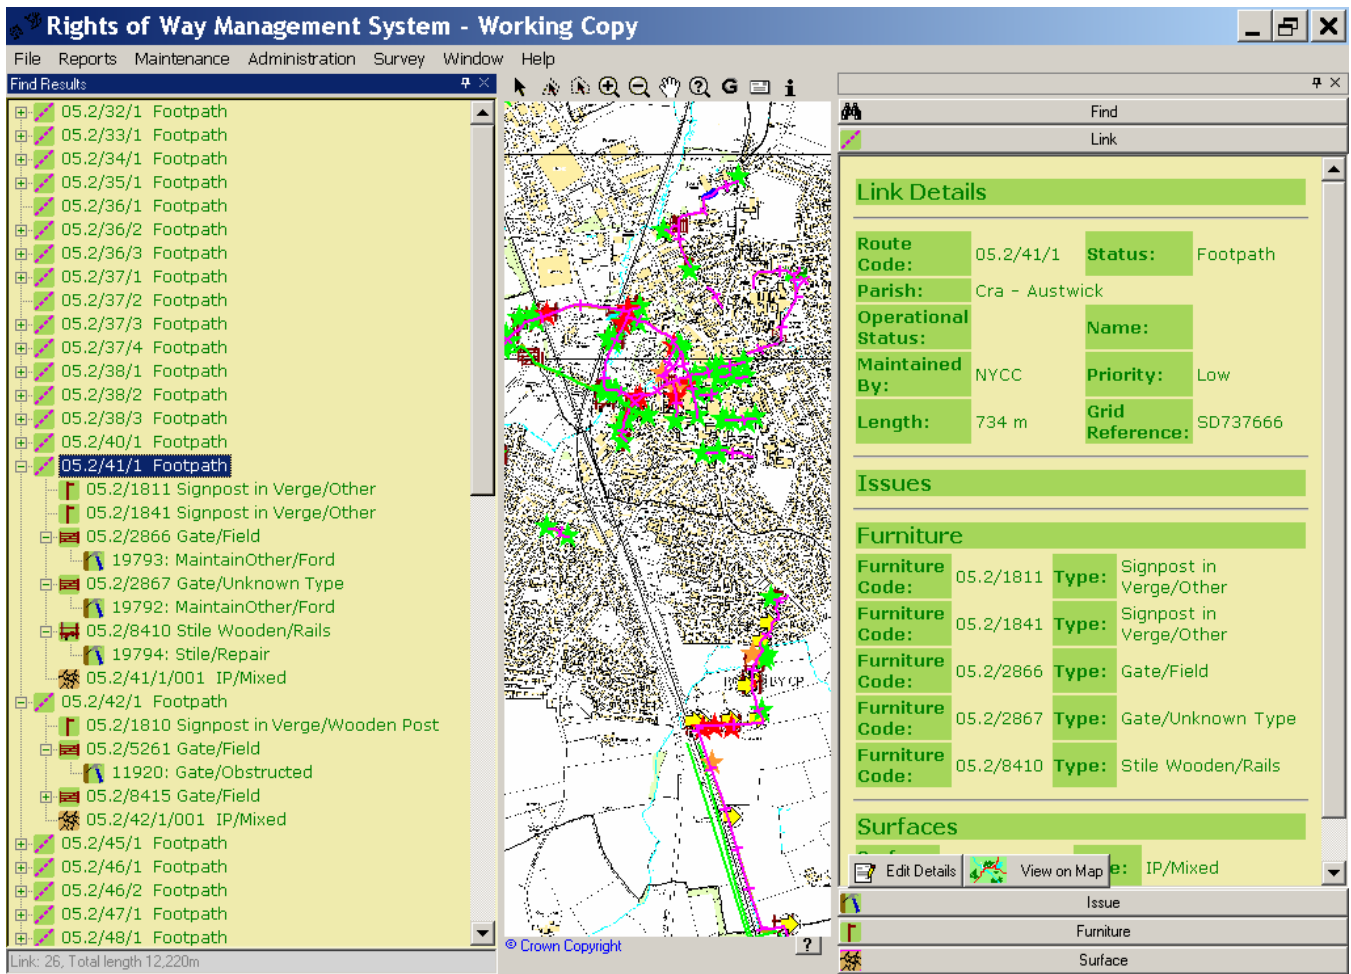 Rights of Way Management System - Working Copy
File Reports Maintenance Administration Survey Window Help
Find Results
05.2/32/1 Footpath
05.2/33/1 Footpath
05.2/34/1 Footpath
05.2/35/1 Footpath
05.2/36/1 Footpath
05.2/36/2 Footpath
05.2/36/3 Footpath
05.2/37/1 Footpath
05.2/37/2 Footpath
05.2/37/3 Footpath
05.2/37/4 Footpath
05.2/38/1 Footpath
05.2/38/2 Footpath
05.2/38/3 Footpath
05.2/40/1 Footpath
05.2/41/1 Footpath
05.2/1811 Signpost in Verge/Other
05.2/1841 Signpost in Verge/Other
05.2/2866 Gate/Field
19793: MaintainOther/Ford
05.2/2867 Gate/Unknown Type
19792: MaintainOther/Ford
05.2/8410 Stile Wooden/Rails
19794: Stile/Repair
05.2/41/1/001 IP/Mixed
05.2/42/1 Footpath
05.2/1810 Signpost in Verge/Wooden Post
05.2/5261 Gate/Field
11920: Gate/Obstructed
05.2/8415 Gate/Field
05.2/42/1/001 IP/Mixed
05.2/45/1 Footpath
05.2/46/1 Footpath
05.2/46/2 Footpath
05.2/47/1 Footpath
05.2/48/1 Footpath
Link: 26, Total length 12,220m
G
© Crown Copyright
?
Find
Link
Link Details
Route Code: 05.2/41/1 Status: Footpath
Parish: Cra - Austwick
Operational Status: Name:
Maintained By: NYCC Priority: Low
Length: 734 m Grid Reference: SD737666
Issues
Furniture
Furniture Code: 05.2/1811 Type: Signpost in Verge/Other
Furniture Code: 05.2/1841 Type: Signpost in Verge/Other
Furniture Code: 05.2/2866 Type: Gate/Field
Furniture Code: 05.2/2867 Type: Gate/Unknown Type
Furniture Code: 05.2/8410 Type: Stile Wooden/Rails
Surfaces
IP/Mixed
Edit Details View on Map
Issue
Furniture
Surface